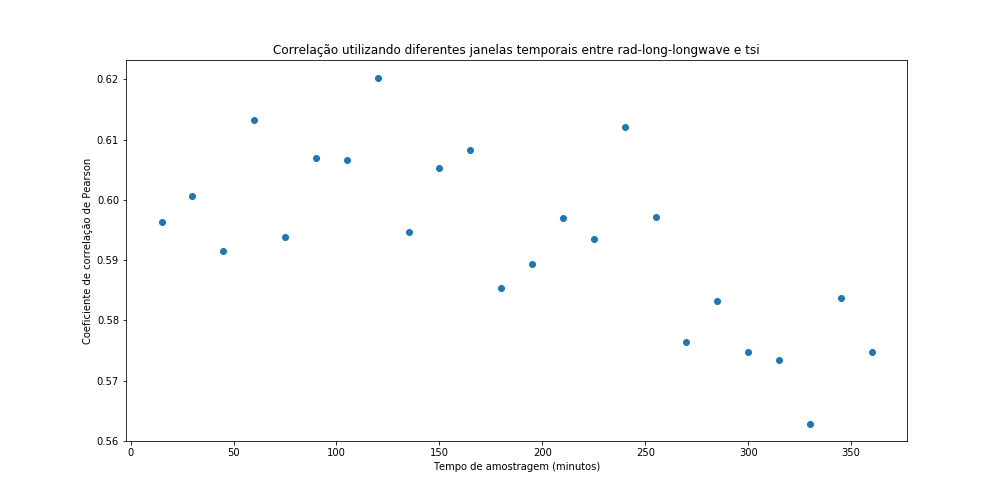 Correlação utilizando diferentes janelas temporais entre rad-long-longwave e tsi
Coeficiente de correlação de Pearson
0.62
0.61
0.60
0.59
0.58
0.57
0.56
0 50 100 150 200 250 300 350
Tempo de amostragem (minutos)